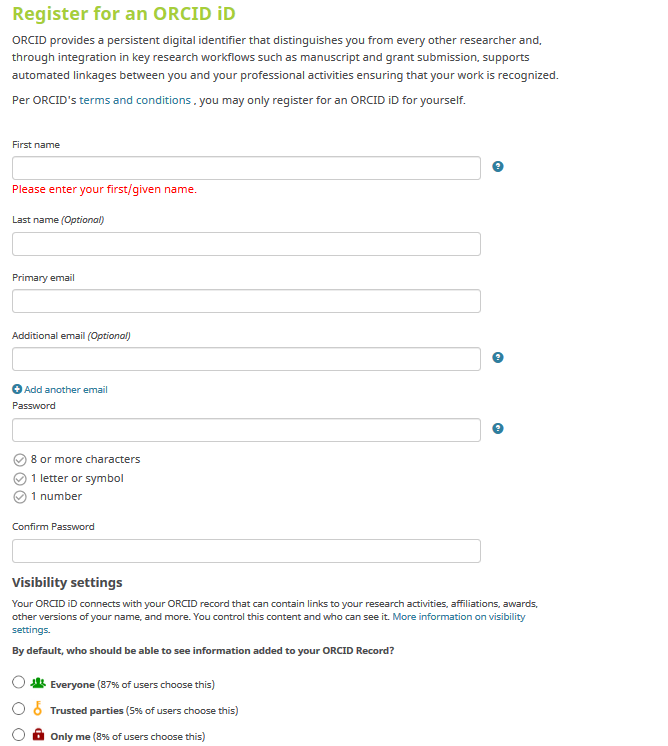 Register for an ORCID iD
ORCID provides a persistent digital identifier that distinguishes you from every other researcher and,
through integration in key research workflows such as manuscript and grant submission, supports
automated linkages between you and your professional activities ensuring that your work is recognized.
Per ORCID's terms and conditions , you may only register for an ORCID iD for yourself.
First name
Please enter your first/given name.
Last name (Optional)
Primary email
Additional email (Optional)
Add another email
Password
8 or more characters
1 letter or symbol
1 number
Confirm Password
Visibility settings
Your ORCID iD connects with your ORCID record that can contain links to your research activities, affiliations, awards,
other versions of your name, and more. You control this content and who can see it. More information on visibility
settings.
By default, who should be able to see information added to your ORCID Record?
Everyone (87% of users choose this)
Trusted parties (5% of users choose this)
Only me (8% of users choose this)